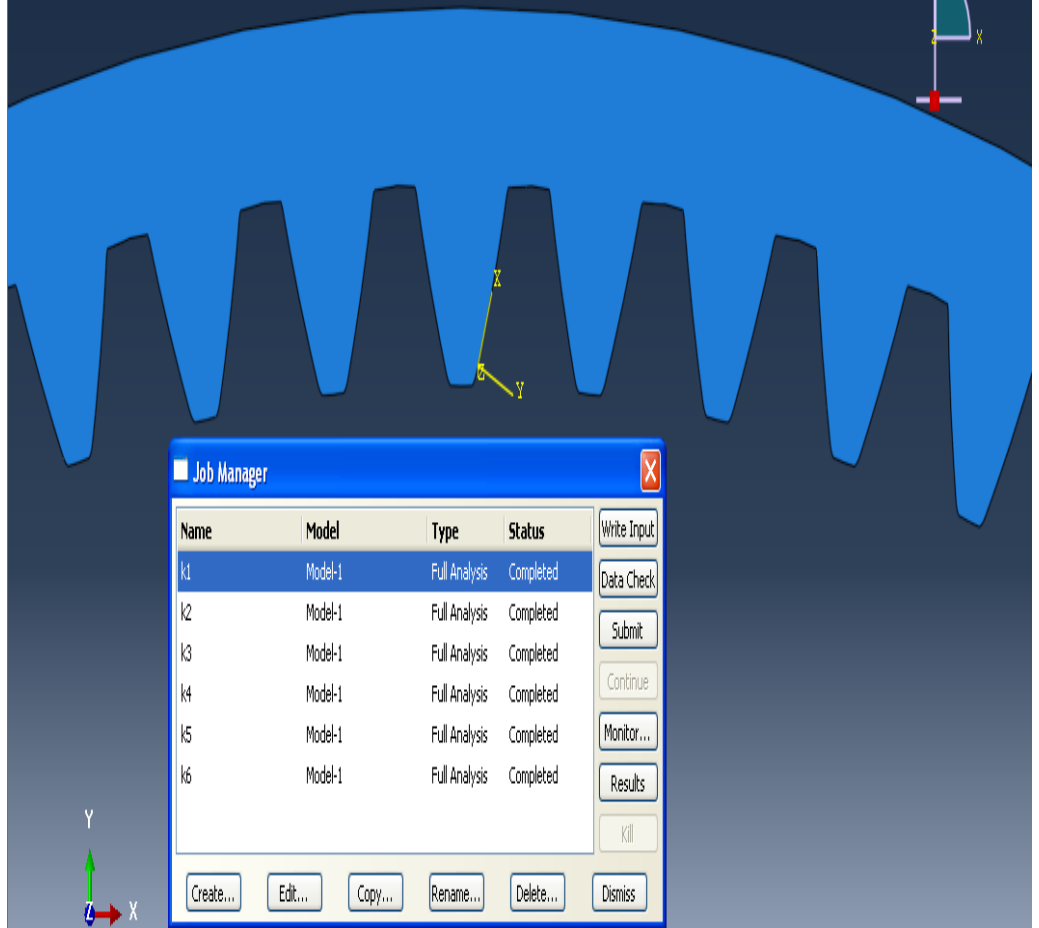 Z X
X
Z
Y
Job Manager
Name Model Type Status
k1 Model-1 Full Analysis Completed
k2 Model-1 Full Analysis Completed
k3 Model-1 Full Analysis Completed
k4 Model-1 Full Analysis Completed
k5 Model-1 Full Analysis Completed
k6 Model-1 Full Analysis Completed
Write Input
Data Check
Submit
Continue
Monitor...
Results
Kill
Create... Edit... Copy... Rename... Delete... Dismiss
Y
Z X